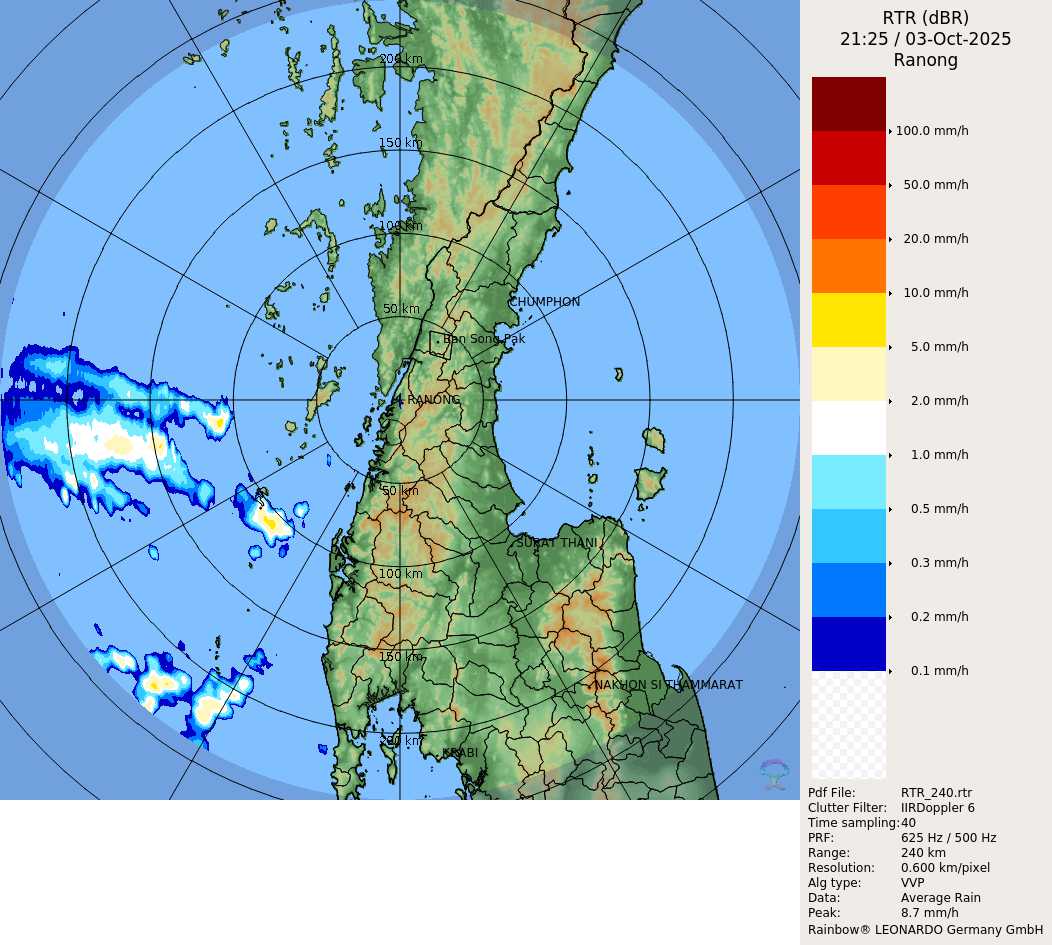 RTR (dBR)
21:25 / 03-Oct-2025
Ranong
200 km
150 km
100 km
50 km
CHUMPHON
Ban Song Pak
RANONG
50 km
SURAT THANI
100 km
150 km
NAKHON SI THAMMARAT
200 km
KRABI
100.0 mm/h
50.0 mm/h
20.0 mm/h
10.0 mm/h
5.0 mm/h
2.0 mm/h
1.0 mm/h
0.5 mm/h
0.3 mm/h
0.2 mm/h
0.1 mm/h
Pdf File: RTR_240.rtr
Clutter Filter: IIRDoppler 6
Time sampling:40
PRF: 625 Hz / 500 Hz
Range: 240 km
Resolution: 0.600 km/pixel
Alg type: VVP
Data: Average Rain
Peak: 8.7 mm/h
Rainbow® LEONARDO Germany GmbH